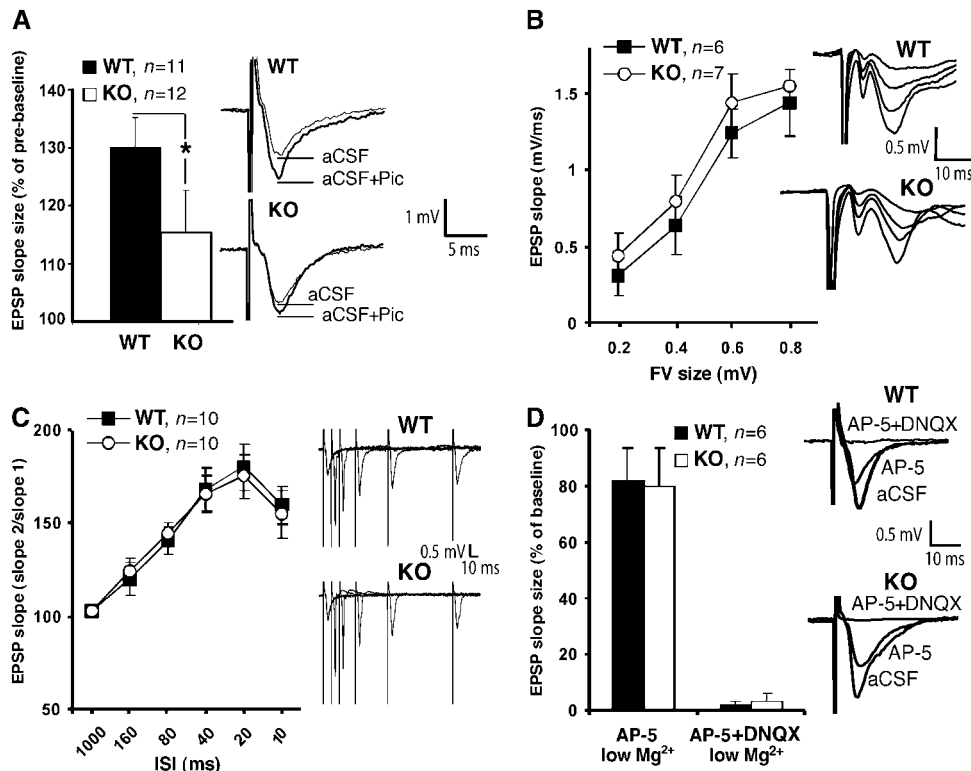 A
EPSP slope size (% of pre-baseline)
140
130
120
110
100
WT, n=11
KO, n=12
*
WT
KO
WT
aCSF
aCSF+Pic
KO
aCSF
aCSF+Pic
1 mV
5 ms
B
EPSP slope (mV/ms)
1.5
1
0.5
0
WT, n=6
KO, n=7
0.2
0.4
0.6
0.8
FV size (mV)
WT
0.5 mV
10 ms
KO
C
EPSP slope (slope 2/slope 1)
200
150
100
50
WT, n=10
KO, n=10
1000
160
80
40
20
10
ISI (ms)
WT
0.5 mV
10 ms
KO
D
EPSP slope size (% of baseline)
100
80
60
40
20
0
WT, n=6
KO, n=6
AP-5
low Mg²⁺
AP-5+DNQX
low Mg²⁺
WT
AP-5+DNQX
AP-5
aCSF
0.5 mV
10 ms
KO
AP-5+DNQX
AP-5
aCSF